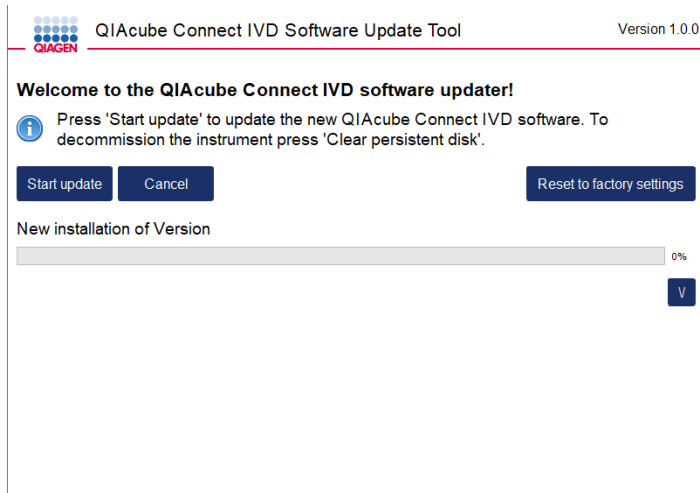 QIAGEN
QIAcube Connect IVD Software Update Tool
Version 1.0.0
Welcome to the QIAcube Connect IVD software updater!
Press 'Start update' to update the new QIAcube Connect IVD software. To
decommission the instrument press 'Clear persistent disk'.
Start update
Cancel
Reset to factory settings
New installation of Version
0%
V